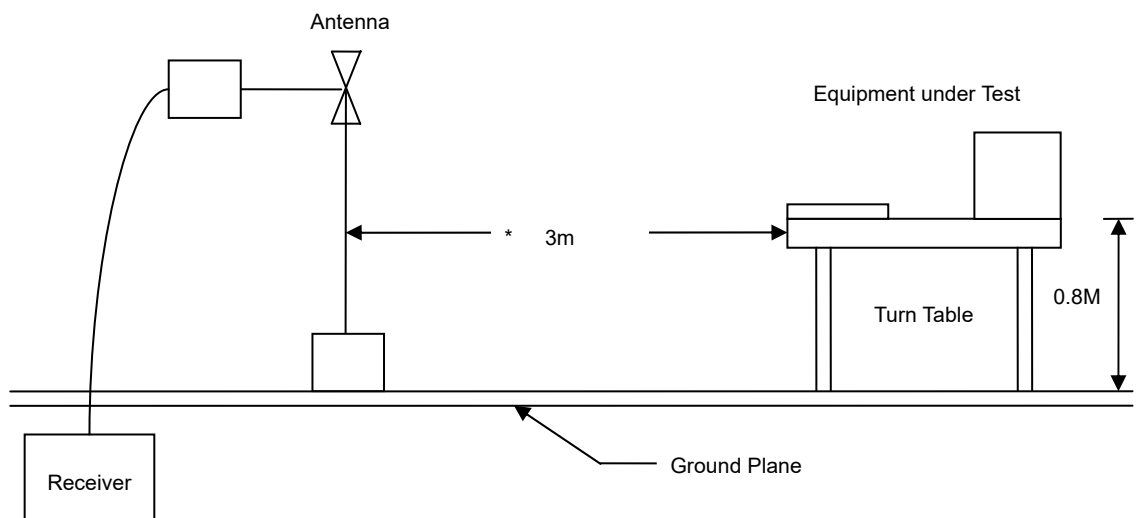 Antenna
Equipment under Test
* 3m
0.8M
Turn Table
Ground Plane
Receiver